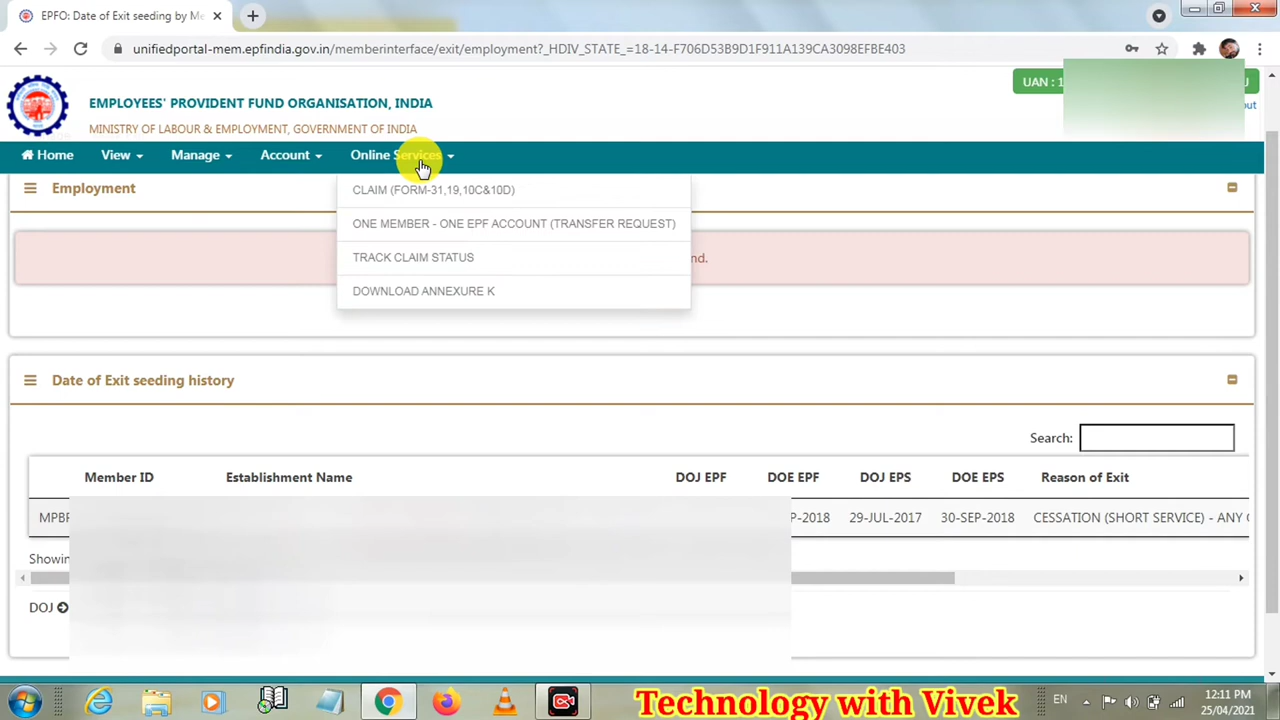 EPFO: Date of Exit seeding by Me
unifiedportal-mem.epfindia.gov.in/memberinterface/exit/employment?_HDIV_STATE_=18-14-F706D53B9D1F911A139CA3098EFBE403
UAN : 1
EMPLOYEES' PROVIDENT FUND ORGANISATION, INDIA
MINISTRY OF LABOUR & EMPLOYMENT, GOVERNMENT OF INDIA
Home View Manage Account Online Services
Employment
CLAIM (FORM-31,19,10C&10D)
ONE MEMBER - ONE EPF ACCOUNT (TRANSFER REQUEST)
TRACK CLAIM STATUS
nd.
DOWNLOAD ANNEXURE K
Date of Exit seeding history
Search:
Member ID Establishment Name DOJ EPF DOE EPF DOJ EPS DOE EPS Reason of Exit
P-2018 29-JUL-2017 30-SEP-2018 CESSATION (SHORT SERVICE) - ANY
Showin
DOJ
Technology with Vivek
EN
12:11 PM
25/04/2021